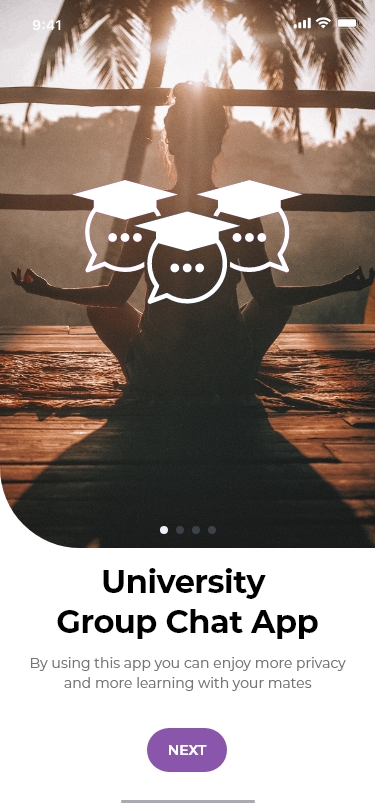 9:41
University
Group Chat App
By using this app you can enjoy more privacy
and more learning with your mates
NEXT